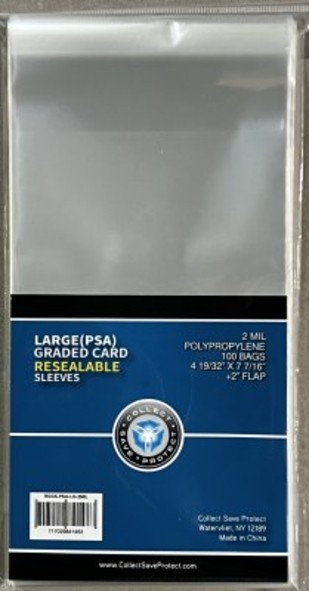 LARGE(PSA)
GRADED CARD
RESEALABLE
SLEEVES
2 MIL
POLYPROPYLENE
100 BAGS
4 19/32" X 7 7/16"
+2" FLAP
COLLECT
SAVE • PROTECT
Collect Save Protect
Watervliet, NY 12189
Made in China
www.CollectSaveProtect.com